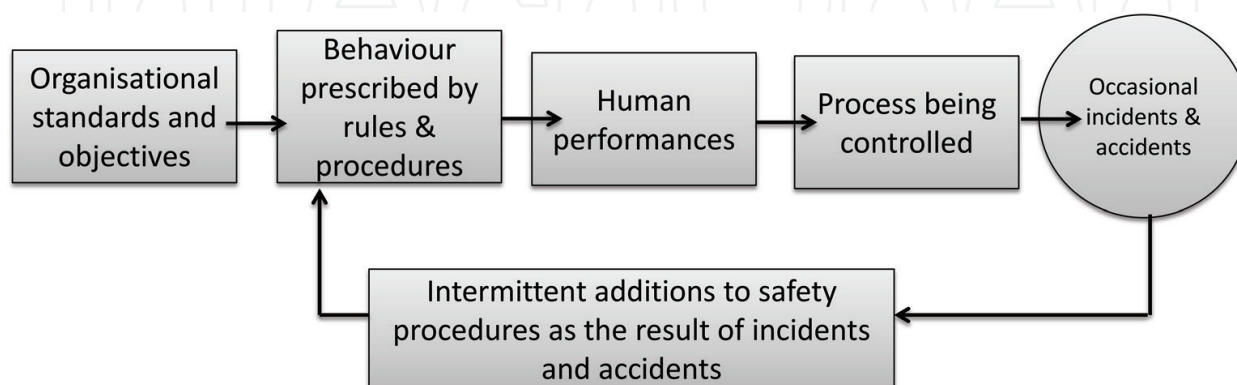 Organisational
standards and
objectives
Behaviour
prescribed by
rules &
procedures
Human
performances
Process being
controlled
Occasional
incidents &
accidents
Intermittent additions to safety
procedures as the result of incidents
and accidents